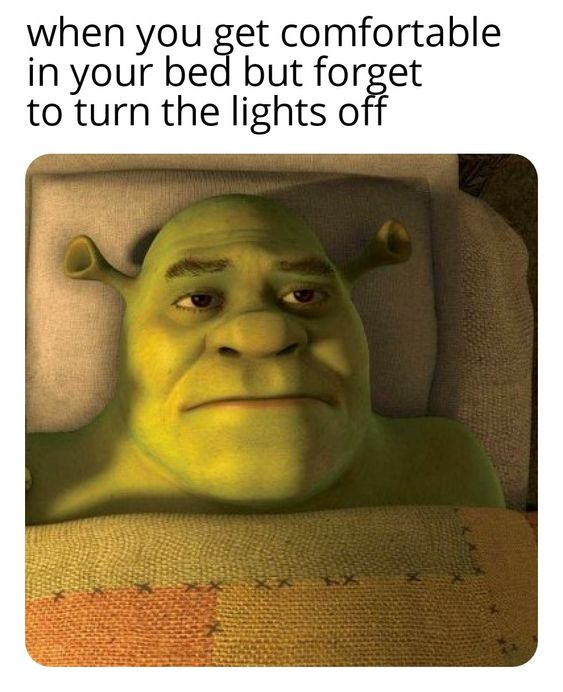 when you get comfortable
in your bed but forget
to turn the lights off